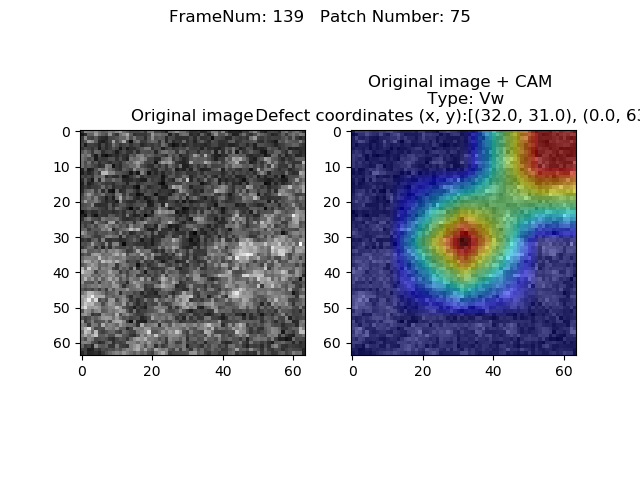 FrameNum: 139   Patch Number: 75
Original image + CAM
Type: Vw
Original image
Defect coordinates (x, y):[(32.0, 31.0), (0.0, 63
0
10
20
30
40
50
60
0 20 40 60
0
10
20
30
40
50
60
0 20 40 60